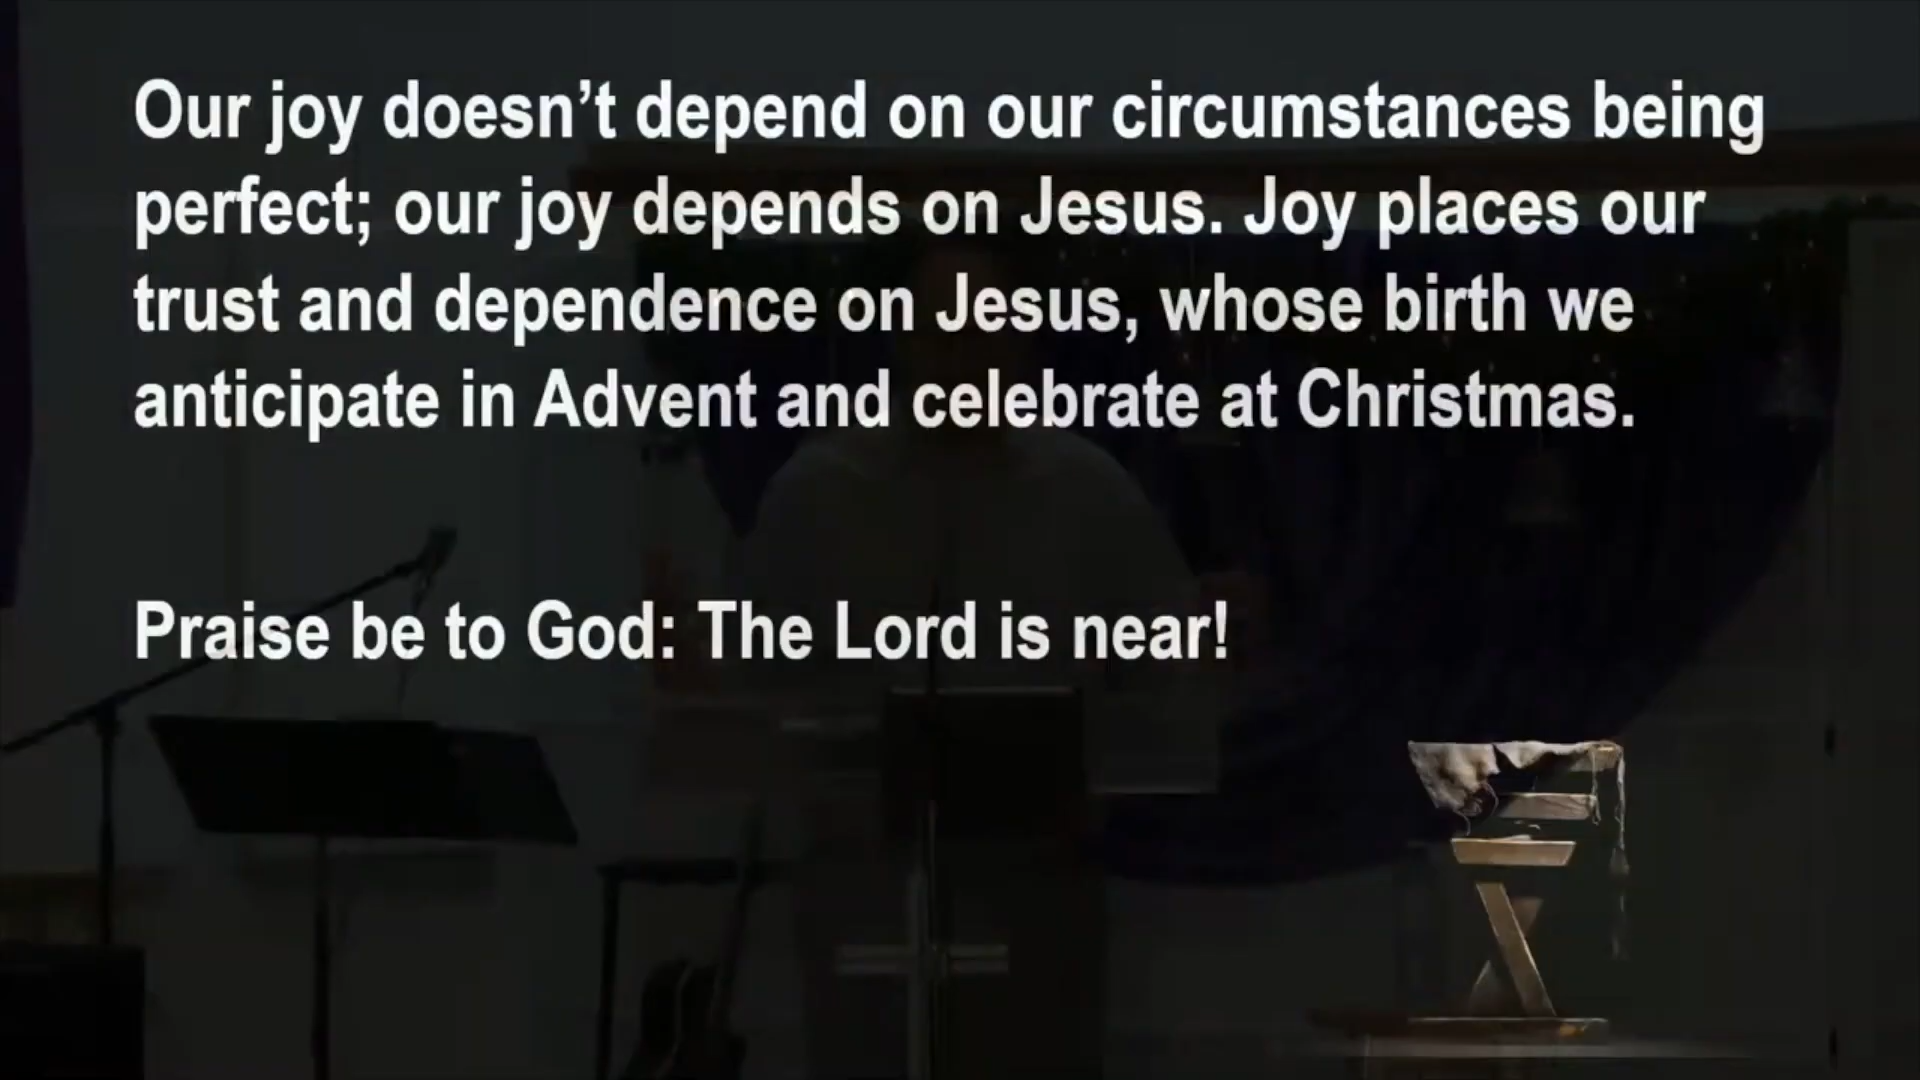 Our joy doesn’t depend on our circumstances being
perfect; our joy depends on Jesus. Joy places our
trust and dependence on Jesus, whose birth we
anticipate in Advent and celebrate at Christmas.
Praise be to God: The Lord is near!